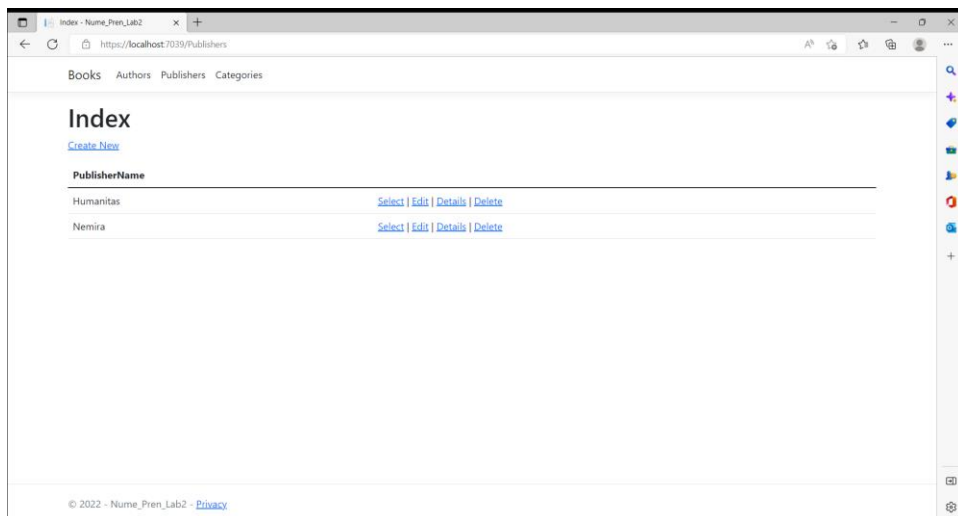 Index - Nume_Pren_Lab2
https://localhost:7039/Publishers
Books Authors Publishers Categories
Index
Create New
PublisherName
Humanitas Select | Edit | Details | Delete
Nemira Select | Edit | Details | Delete
© 2022 - Nume_Pren_Lab2 - Privacy